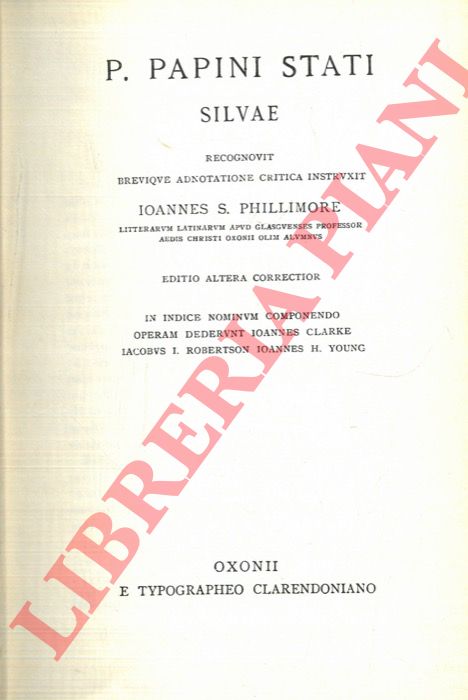 P. PAPINI STATI
SILVAE
RECOGNOVIT
BREVIQVE ADNOTATIONE CRITICA INSTRVXIT
IOANNES S. PHILLIMORE
LITTERARVM LATINARVM APVD GLASGVENSES PROFESSOR
AEDIS CHRISTI OXONII OLIM ALVMNVS
EDITIO ALTERA CORRECTIOR
IN INDICE NOMINVM COMPONENDO
OPERAM DEDERVNT IOANNES CLARKE
IACOBVS I. ROBERTSON IOANNES H. YOUNG
OXONII
E TYPOGRAPHEO CLARENDONIANO
LIBRERIA PIANI